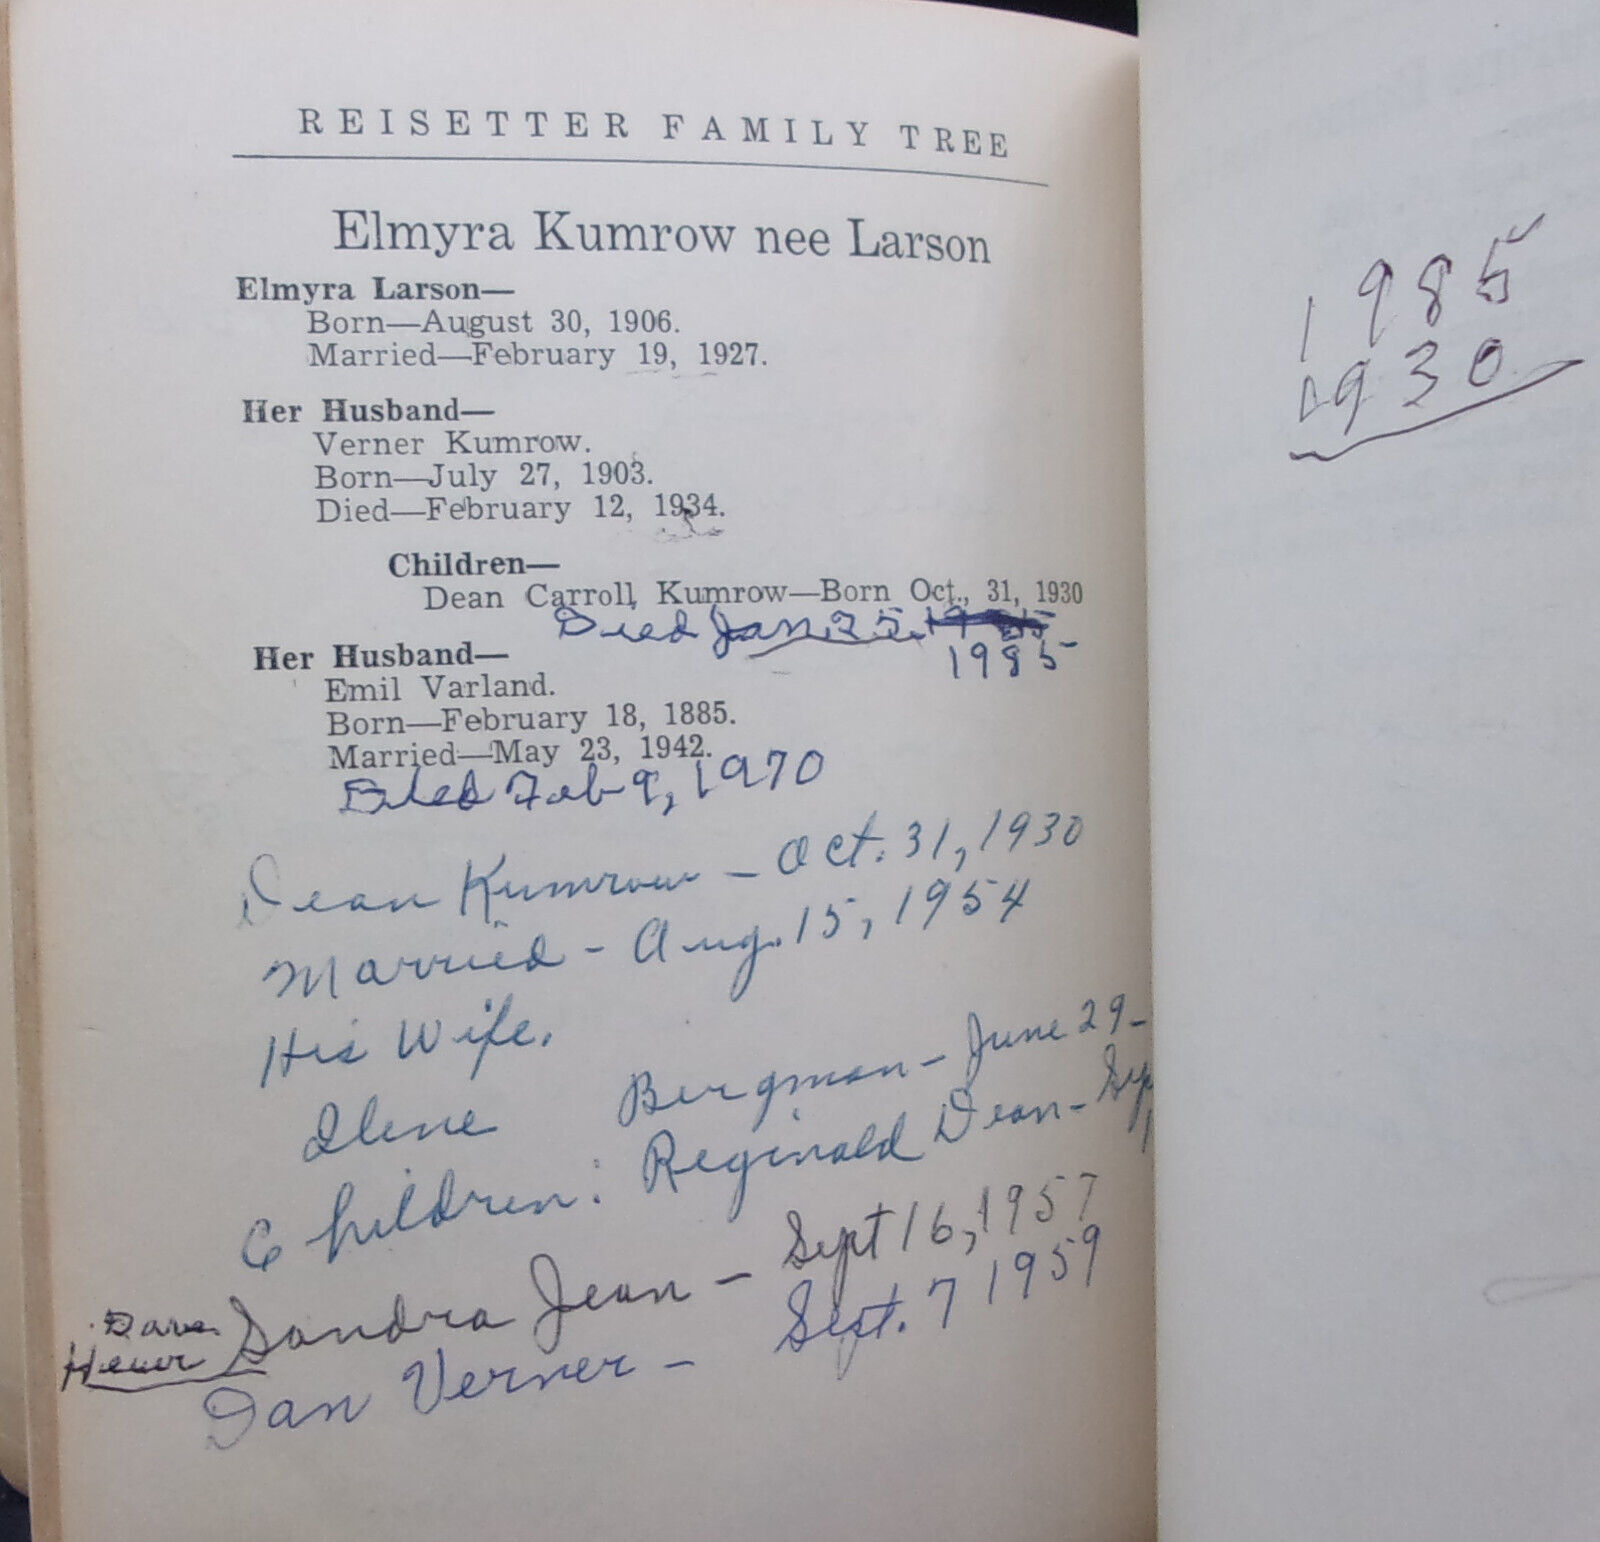 REISETTER FAMILY TREE
Elmyra Kumrow nee Larson
Elmyra Larson—
Born—August 30, 1906.
Married—February 19, 1927.
Her Husband—
Verner Kumrow.
Born—July 27, 1903.
Died—February 12, 1934.
Children—
Dean Carroll Kumrow—Born Oct., 31, 1930
Died Jan 25.
1985
Her Husband—
Emil Varland.
Born—February 18, 1885.
Married—May 23, 1942.
Died Feb 9, 1970
Dean Kumrow - Oct. 31, 1930
Married - Aug. 15, 1954
His Wife.
Ilene Bergman - June 29 -
Children: Reginald Dean - Sep
Sandra Jean - Sept 16, 1957
Dan Verner - Sept. 7 1959
1985
1930